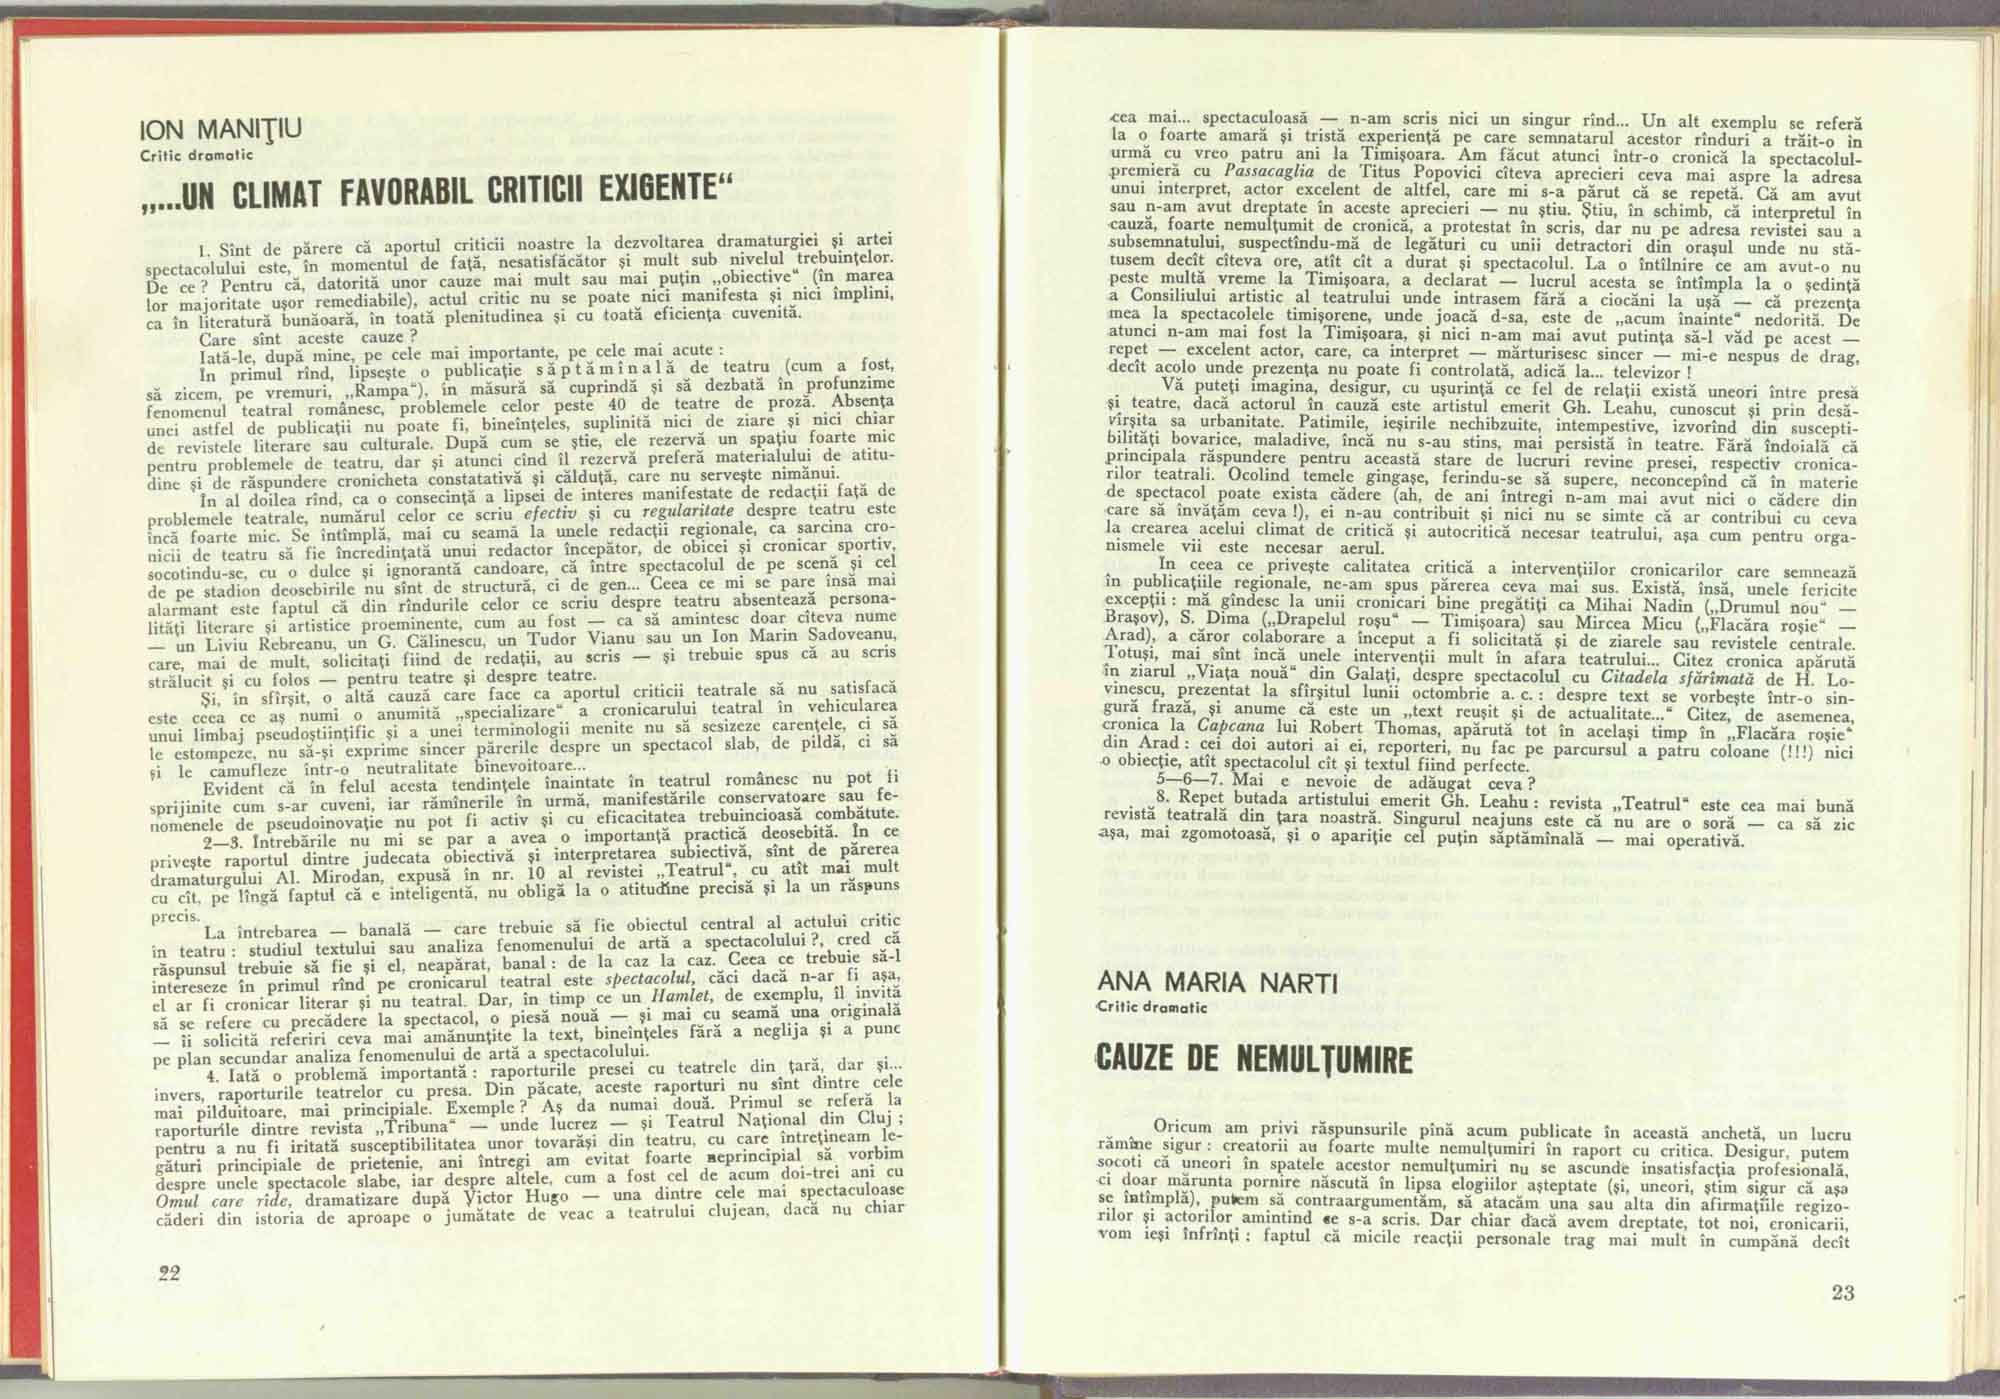 ION MANIŢIU
Critic dramatic
„...UN CLIMAT FAVORABIL CRITICII EXIGENTE“
1. Sînt de părere că aportul criticii noastre la dezvoltarea dramaturgiei şi artei
spectacolului este, în momentul de faţă, nesatisfăcător şi mult sub nivelul trebuinţelor.
De ce ? Pentru că, datorită unor cauze mai mult sau mai puţin „obiective“ (în marea
lor majoritate uşor remediabile), actul critic nu se poate nici manifesta şi nici împlini,
ca în literatură bunăoară, în toată plenitudinea şi cu toată eficienţa cuvenită.
Care sînt aceste cauze ?
Iată-le, după mine, pe cele mai importante, pe cele mai acute :
În primul rînd, lipseşte o publicaţie s ă p t ă m î n a l ă de teatru (cum a fost,
să zicem, pe vremuri, „Rampa“), în măsură să cuprindă şi să dezbată în profunzime
fenomenul teatral românesc, problemele celor peste 40 de teatre de proză. Absenţa
unei astfel de publicaţii nu poate fi, bineînţeles, suplinită nici de ziare şi nici chiar
de revistele literare sau culturale. După cum se ştie, ele rezervă un spaţiu foarte mic
pentru problemele de teatru, dar şi atunci cînd îl rezervă preferă materialului de atitu-
dine şi de răspundere cronicheta constatativă şi călduţă, care nu serveşte nimănui.
În al doilea rînd, ca o consecinţă a lipsei de interes manifestate de redacţii faţă de
problemele teatrale, numărul celor ce scriu efectiv şi cu regularitate despre teatru este
încă foarte mic. Se întîmplă, mai cu seamă la unele redacţii regionale, ca sarcina cro-
nicii de teatru să fie încredinţată unui redactor începător, de obicei şi cronicar sportiv,
socotindu-se, cu o dulce şi ignorantă candoare, că între spectacolul de pe scenă şi cel
de pe stadion deosebirile nu sînt de structură, ci de gen... Ceea ce mi se pare însă mai
alarmant este faptul că din rîndurile celor ce scriu despre teatru absentează persona-
lităţi literare şi artistice proeminente, cum au fost — ca să amintesc doar cîteva nume
— un Liviu Rebreanu, un G. Călinescu, un Tudor Vianu sau un Ion Marin Sadoveanu,
care, mai de mult, solicitaţi fiind de redaţii, au scris — şi trebuie spus că au scris
strălucit şi cu folos — pentru teatre şi despre teatre.
Şi, în sfîrşit, o altă cauză care face ca aportul criticii teatrale să nu satisfacă
este ceea ce aş numi o anumită „specializare“ a cronicarului teatral în vehicularea
unui limbaj pseudoştiinţific şi a unei terminologii menite nu să sesizeze carenţele, ci să
le estompeze, nu să-şi exprime sincer părerile despre un spectacol slab, de pildă, ci să
şi le camufleze într-o neutralitate binevoitoare...
Evident că în felul acesta tendinţele înaintate în teatrul românesc nu pot fi
sprijinite cum s-ar cuveni, iar rămînerile în urmă, manifestările conservatoare sau fe-
nomenele de pseudoinovaţie nu pot fi activ şi cu eficacitatea trebuincioasă combătute.
2—3. Întrebările nu mi se par a avea o importanţă practică deosebită. În ce
priveşte raportul dintre judecata obiectivă şi interpretarea subiectivă, sînt de părerea
dramaturgului Al. Mirodan, expusă în nr. 10 al revistei „Teatrul“, cu atît mai mult
cu cît, pe lîngă faptul că e inteligentă, nu obligă la o atitudine precisă şi la un răspuns
precis.
La întrebarea — banală — care trebuie să fie obiectul central al actului critic
în teatru : studiul textului sau analiza fenomenului de artă a spectacolului ?, cred că
răspunsul trebuie să fie şi el, neapărat, banal : de la caz la caz. Ceea ce trebuie să-l
intereseze în primul rînd pe cronicarul teatral este spectacolul, căci dacă n-ar fi aşa,
el ar fi cronicar literar şi nu teatral. Dar, în timp ce un Hamlet, de exemplu, îl invită
să se refere cu precădere la spectacol, o piesă nouă — şi mai cu seamă una originală
— îi solicită referiri ceva mai amănunţite la text, bineînţeles fără a neglija şi a pune
pe plan secundar analiza fenomenului de artă a spectacolului.
4. Iată o problemă importantă : raporturile presei cu teatrele din ţară, dar şi...
invers, raporturile teatrelor cu presa. Din păcate, aceste raporturi nu sînt dintre cele
mai pilduitoare, mai principiale. Exemple ? Aş da numai două. Primul se referă la
raporturile dintre revista „Tribuna“ — unde lucrez — şi Teatrul Naţional din Cluj ;
pentru a nu fi iritată susceptibilitatea unor tovarăşi din teatru, cu care întreţineam le-
gături principiale de prietenie, ani întregi am evitat foarte neprincipial să vorbim
despre unele spectacole slabe, iar despre altele, cum a fost cel de acum doi-trei ani cu
Omul care rîde, dramatizare după Victor Hugo — una dintre cele mai spectaculoase
căderi din istoria de aproape o jumătate de veac a teatrului clujean, dacă nu chiar
22
cea mai... spectaculoasă — n-am scris nici un singur rînd... Un alt exemplu se referă
la o foarte amară şi tristă experienţă pe care semnatarul acestor rînduri a trăit-o în
urmă cu vreo patru ani la Timişoara. Am făcut atunci într-o cronică la spectacolul-
premieră cu Passacaglia de Titus Popovici cîteva aprecieri ceva mai aspre la adresa
unui interpret, actor excelent de altfel, care mi s-a părut că se repetă. Că am avut
sau n-am avut dreptate în aceste aprecieri — nu ştiu. Ştiu, în schimb, că interpretul în
cauză, foarte nemulţumit de cronică, a protestat în scris, dar nu pe adresa revistei sau a
subsemnatului, suspectîndu-mă de legături cu unii detractori din oraşul unde nu stă-
tusem decît cîteva ore, atît cît a durat şi spectacolul. La o întîlnire ce am avut-o nu
peste multă vreme la Timişoara, a declarat — lucrul acesta se întîmpla la o şedinţă
a Consiliului artistic al teatrului unde intrasem fără a ciocăni la uşă — că prezenţa
mea la spectacolele timişorene, unde joacă d-sa, este de „acum înainte“ nedorită. De
atunci n-am mai fost la Timişoara, şi nici n-am mai avut putinţa să-l văd pe acest —
repet — excelent actor, care, ca interpret — mărturisesc sincer — mi-e nespus de drag,
decît acolo unde prezenţa nu poate fi controlată, adică la... televizor !
Vă puteţi imagina, desigur, cu uşurinţă ce fel de relaţii există uneori între presă
şi teatre, dacă actorul în cauză este artistul emerit Gh. Leahu, cunoscut şi prin desă-
vîrşita sa urbanitate. Patimile, ieşirile nechibzuite, intempestive, izvorînd din suscepti-
bilităţi bovarice, maladive, încă nu s-au stins, mai persistă în teatre. Fără îndoială că
principala răspundere pentru această stare de lucruri revine presei, respectiv cronica-
rilor teatrali. Ocolind temele gingaşe, ferindu-se să supere, neconcepînd că în materie
de spectacol poate exista cădere (ah, de ani întregi n-am mai avut nici o cădere din
care să învăţăm ceva !), ei n-au contribuit şi nici nu se simte că ar contribui cu ceva
la crearea acelui climat de critică şi autocritică necesar teatrului, aşa cum pentru orga-
nismele vii este necesar aerul.
În ceea ce priveşte calitatea critică a intervenţiilor cronicarilor care semnează
în publicaţiile regionale, ne-am spus părerea ceva mai sus. Există, însă, unele fericite
excepţii : mă gîndesc la unii cronicari bine pregătiţi ca Mihai Nadin („Drumul nou“ —
Braşov), S. Dima („Drapelul roşu“ — Timişoara) sau Mircea Micu („Flacăra roşie“ —
Arad), a căror colaborare a început a fi solicitată şi de ziarele sau revistele centrale.
Totuşi, mai sînt încă unele intervenţii mult în afara teatrului... Citez cronica apărută
în ziarul „Viaţa nouă“ din Galaţi, despre spectacolul cu Citadela sfărîmată de H. Lo-
vinescu, prezentat la sfîrşitul lunii octombrie a. c. : despre text se vorbeşte într-o sin-
gură frază, şi anume că este un „text reuşit şi de actualitate...“ Citez, de asemenea,
cronica la Capcana lui Robert Thomas, apărută tot în acelaşi timp în „Flacăra roşie“
din Arad : cei doi autori ai ei, reporteri, nu fac pe parcursul a patru coloane (!!!) nici
o obiecţie, atît spectacolul cît şi textul fiind perfecte.
5—6—7. Mai e nevoie de adăugat ceva ?
8. Repet butada artistului emerit Gh. Leahu : revista „Teatrul“ este cea mai bună
revistă teatrală din ţara noastră. Singurul neajuns este că nu are o soră — ca să zic
aşa, mai zgomotoasă, şi o apariţie cel puţin săptămînală — mai operativă.
ANA MARIA NARTI
Critic dramatic
CAUZE DE NEMULŢUMIRE
Oricum am privi răspunsurile pînă acum publicate în această anchetă, un lucru
rămîne sigur : creatorii au foarte multe nemulţumiri în raport cu critica. Desigur, putem
socoti că uneori în spatele acestor nemulţumiri nu se ascunde insatisfacţia profesională,
ci doar mărunta pornire născută în lipsa elogiilor aşteptate (şi, uneori, ştim sigur că aşa
se întîmplă), putem să contraargumentăm, să atacăm una sau alta din afirmaţiile regizo-
rilor şi actorilor amintind ce s-a scris. Dar chiar dacă avem dreptate, tot noi, cronicarii,
vom ieşi înfrînţi : faptul că micile reacţii personale trag mai mult în cumpănă decît
23